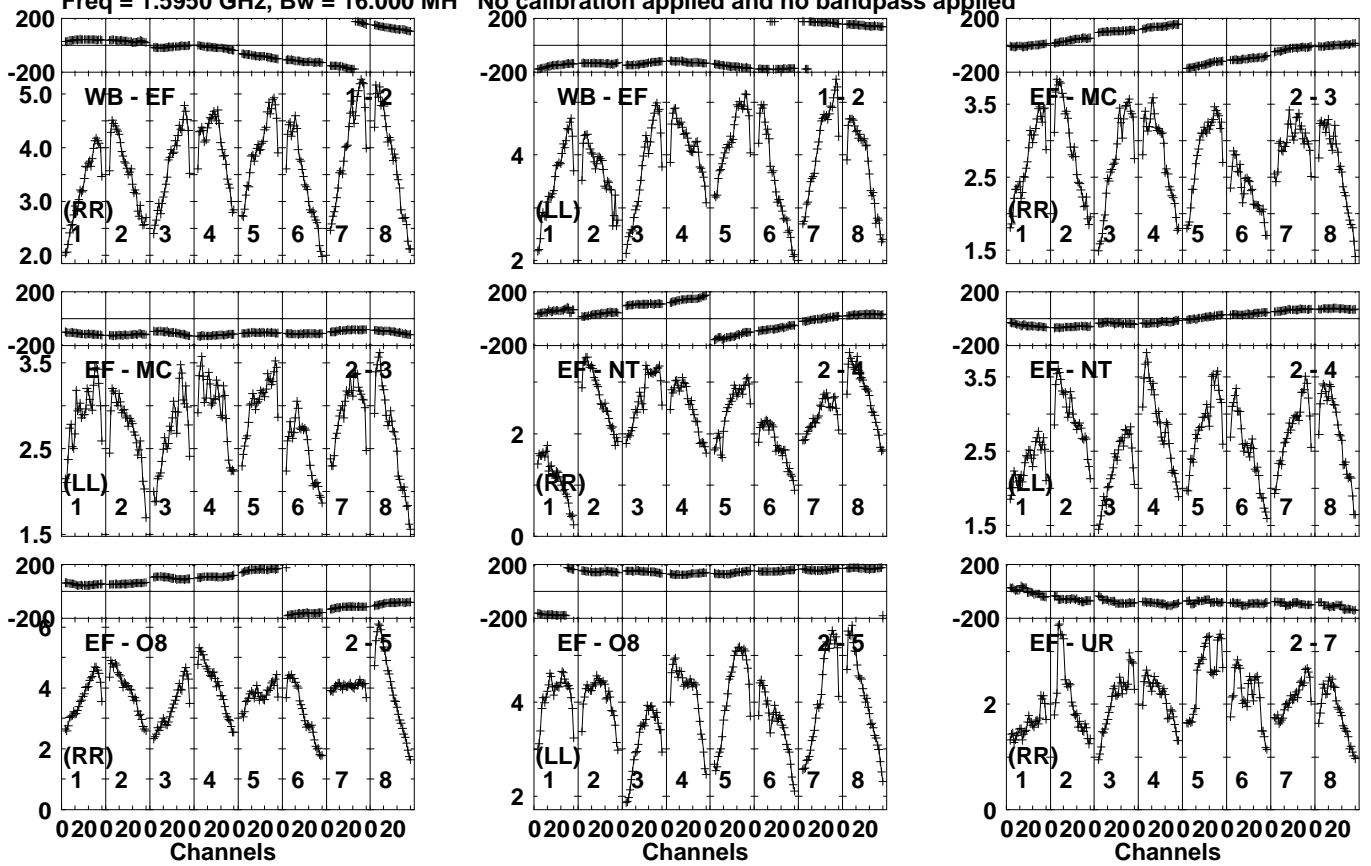 Freq = 1.5950 GHz, Bw = 16.000 MH No calibration applied and no bandpass applied
200 200 200
-200 -200 -200
WB - EF 1 - 2 WB - EF 1 - 2 EF - MC 2 - 3
5.0 4.0 3.0 2.0
4 2
3.5 2.5 1.5
(RR) (LL) (RR)
1 2 3 4 5 6 7 8 1 2 3 4 5 6 7 8 1 2 3 4 5 6 7 8
200 200 200
-200 -200 -200
EF - MC 2 - 3 EF - NT 2 - 4 EF - NT 2 - 4
3.5 2.5 1.5
2 0
3.5 2.5 1.5
(LL) (RR) (LL)
1 2 3 4 5 6 7 8 1 2 3 4 5 6 7 8 1 2 3 4 5 6 7 8
200 200 200
-200 -200 -200
EF - O8 2 - 5 EF - O8 2 - 5 EF - UR 2 - 7
6 4 2 0
4 2
2 0
(RR) (LL) (RR)
1 2 3 4 5 6 7 8 1 2 3 4 5 6 7 8 1 2 3 4 5 6 7 8
0 20 0 20 0 20 0 20 0 20 0 20 0 20 0 20 0 20 0 20 0 20 0 20 0 20 0 20 0 20 0 20 0 20 0 20 0 20 0 20 0 20 0 20 0 20 0 20
Channels Channels Channels